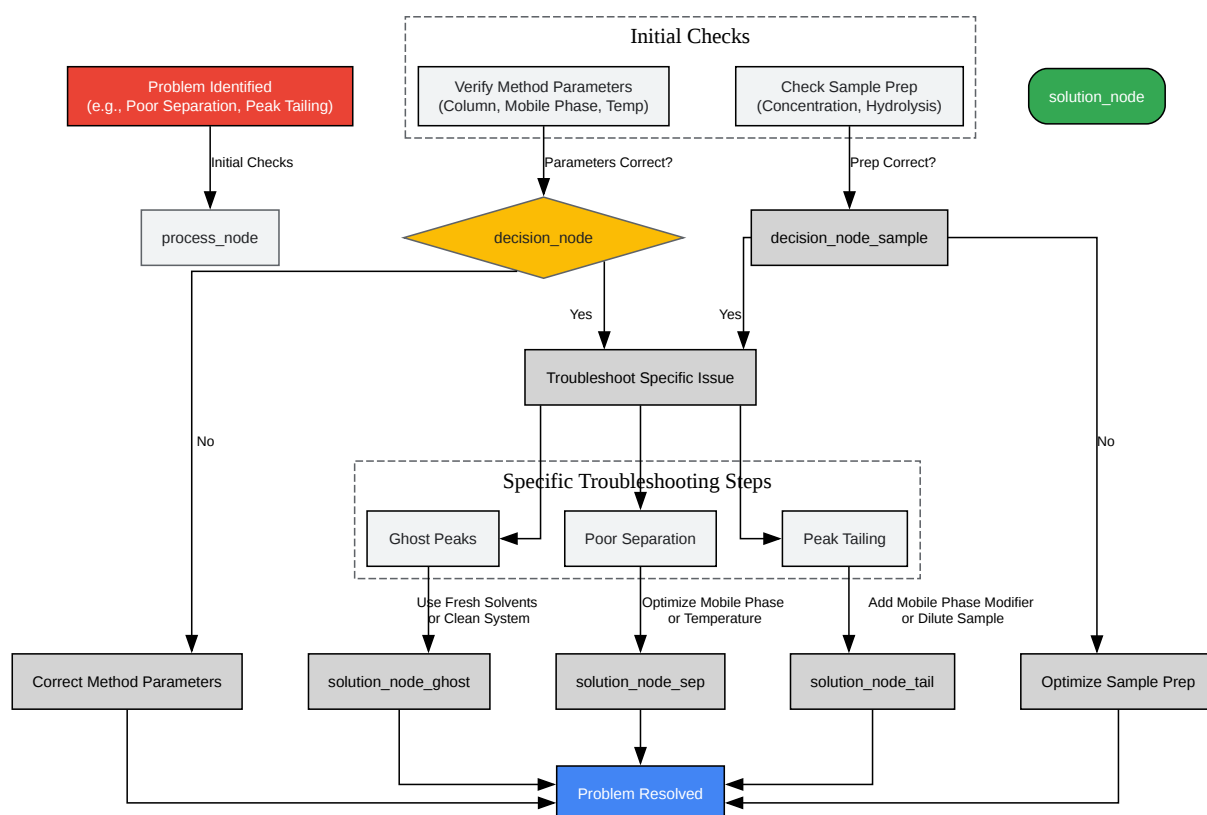 Initial Checks
Problem Identified
(e.g., Poor Separation, Peak Tailing)
Verify Method Parameters
(Column, Mobile Phase, Temp)
Check Sample Prep
(Concentration, Hydrolysis)
solution_node
Initial Checks
Parameters Correct?
Prep Correct?
process_node
decision_node
decision_node_sample
Yes
Yes
Troubleshoot Specific Issue
No
No
Specific Troubleshooting Steps
Ghost Peaks
Poor Separation
Peak Tailing
Use Fresh Solvents
or Clean System
Optimize Mobile Phase
or Temperature
Add Mobile Phase Modifier
or Dilute Sample
Correct Method Parameters
solution_node_ghost
solution_node_sep
solution_node_tail
Optimize Sample Prep
Problem Resolved